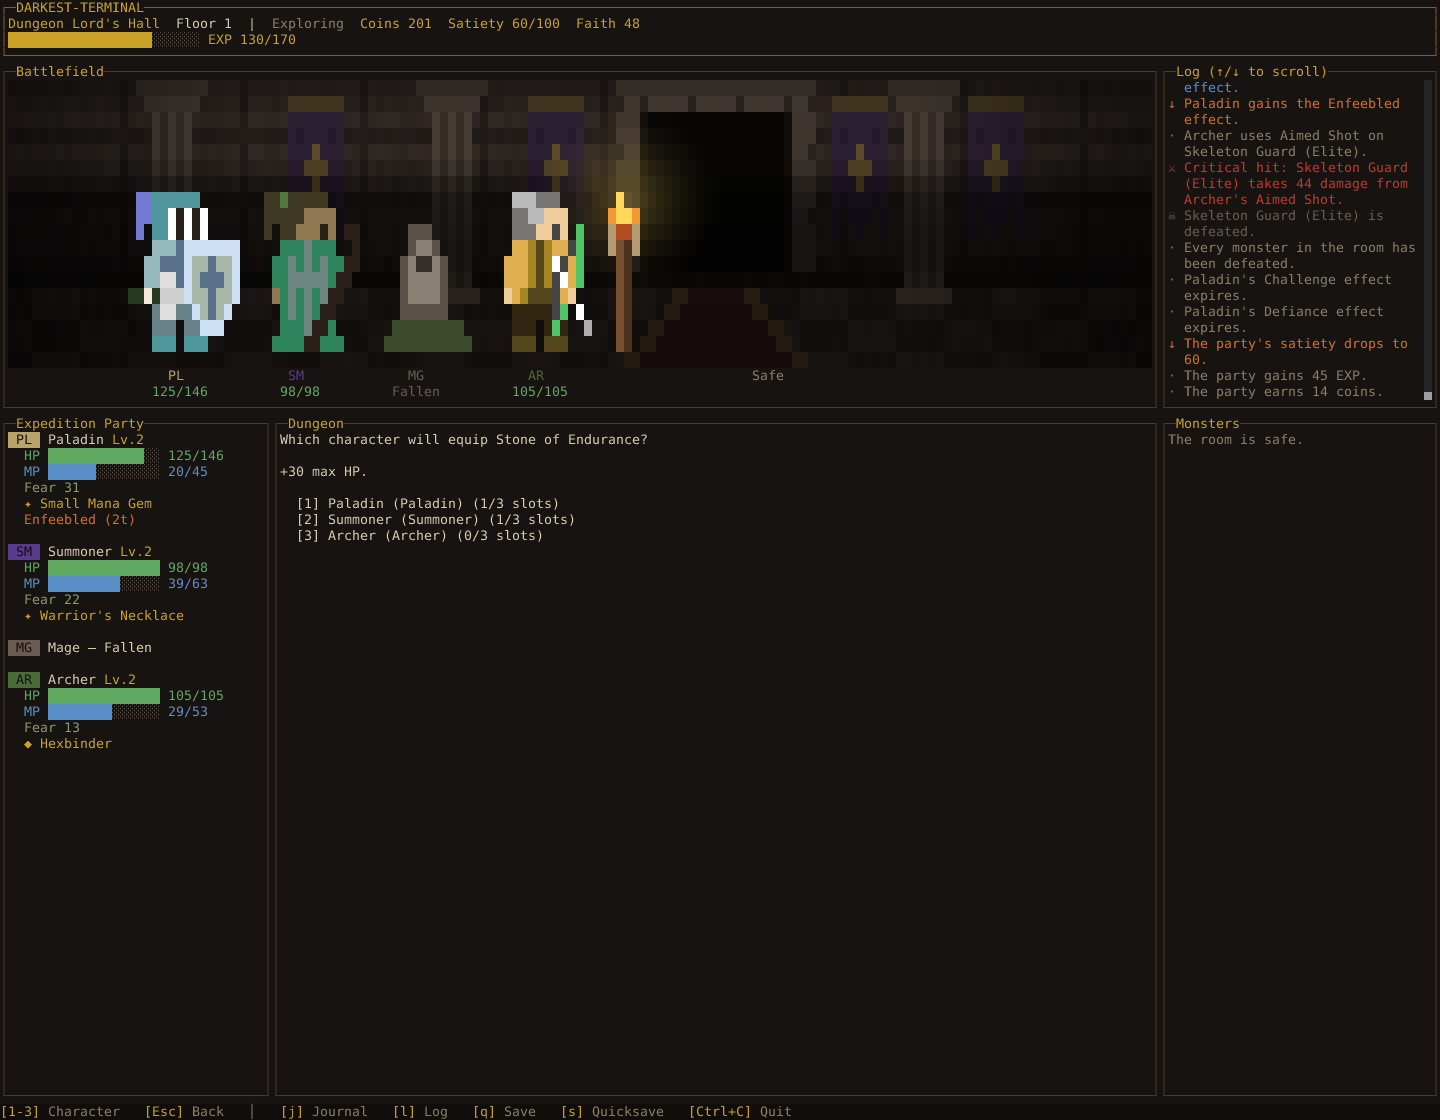 DARKEST-TERMINAL
Dungeon Lord's Hall  Floor 1  |  Exploring  Coins 201  Satiety 60/100  Faith 48
EXP 130/170
Battlefield
PL
125/146
SM
98/98
MG
Fallen
AR
105/105
Safe
Log (↑/↓ to scroll)
effect.
↓ Paladin gains the Enfeebled
effect.
· Archer uses Aimed Shot on
Skeleton Guard (Elite).
⚔ Critical hit: Skeleton Guard
(Elite) takes 44 damage from
Archer's Aimed Shot.
☠ Skeleton Guard (Elite) is
defeated.
· Every monster in the room has
been defeated.
· Paladin's Challenge effect
expires.
· Paladin's Defiance effect
expires.
↓ The party's satiety drops to
60.
· The party gains 45 EXP.
· The party earns 14 coins.
Expedition Party
PL Paladin Lv.2
HP 125/146
MP 20/45
Fear 31
✦ Small Mana Gem
Enfeebled (2t)
SM Summoner Lv.2
HP 98/98
MP 39/63
Fear 22
✦ Warrior's Necklace
MG Mage — Fallen
AR Archer Lv.2
HP 105/105
MP 29/53
Fear 13
◆ Hexbinder
Dungeon
Which character will equip Stone of Endurance?
+30 max HP.
[1] Paladin (Paladin) (1/3 slots)
[2] Summoner (Summoner) (1/3 slots)
[3] Archer (Archer) (0/3 slots)
Monsters
The room is safe.
[1-3] Character  [Esc] Back  |  [j] Journal  [l] Log  [q] Save  [s] Quicksave  [Ctrl+C] Quit